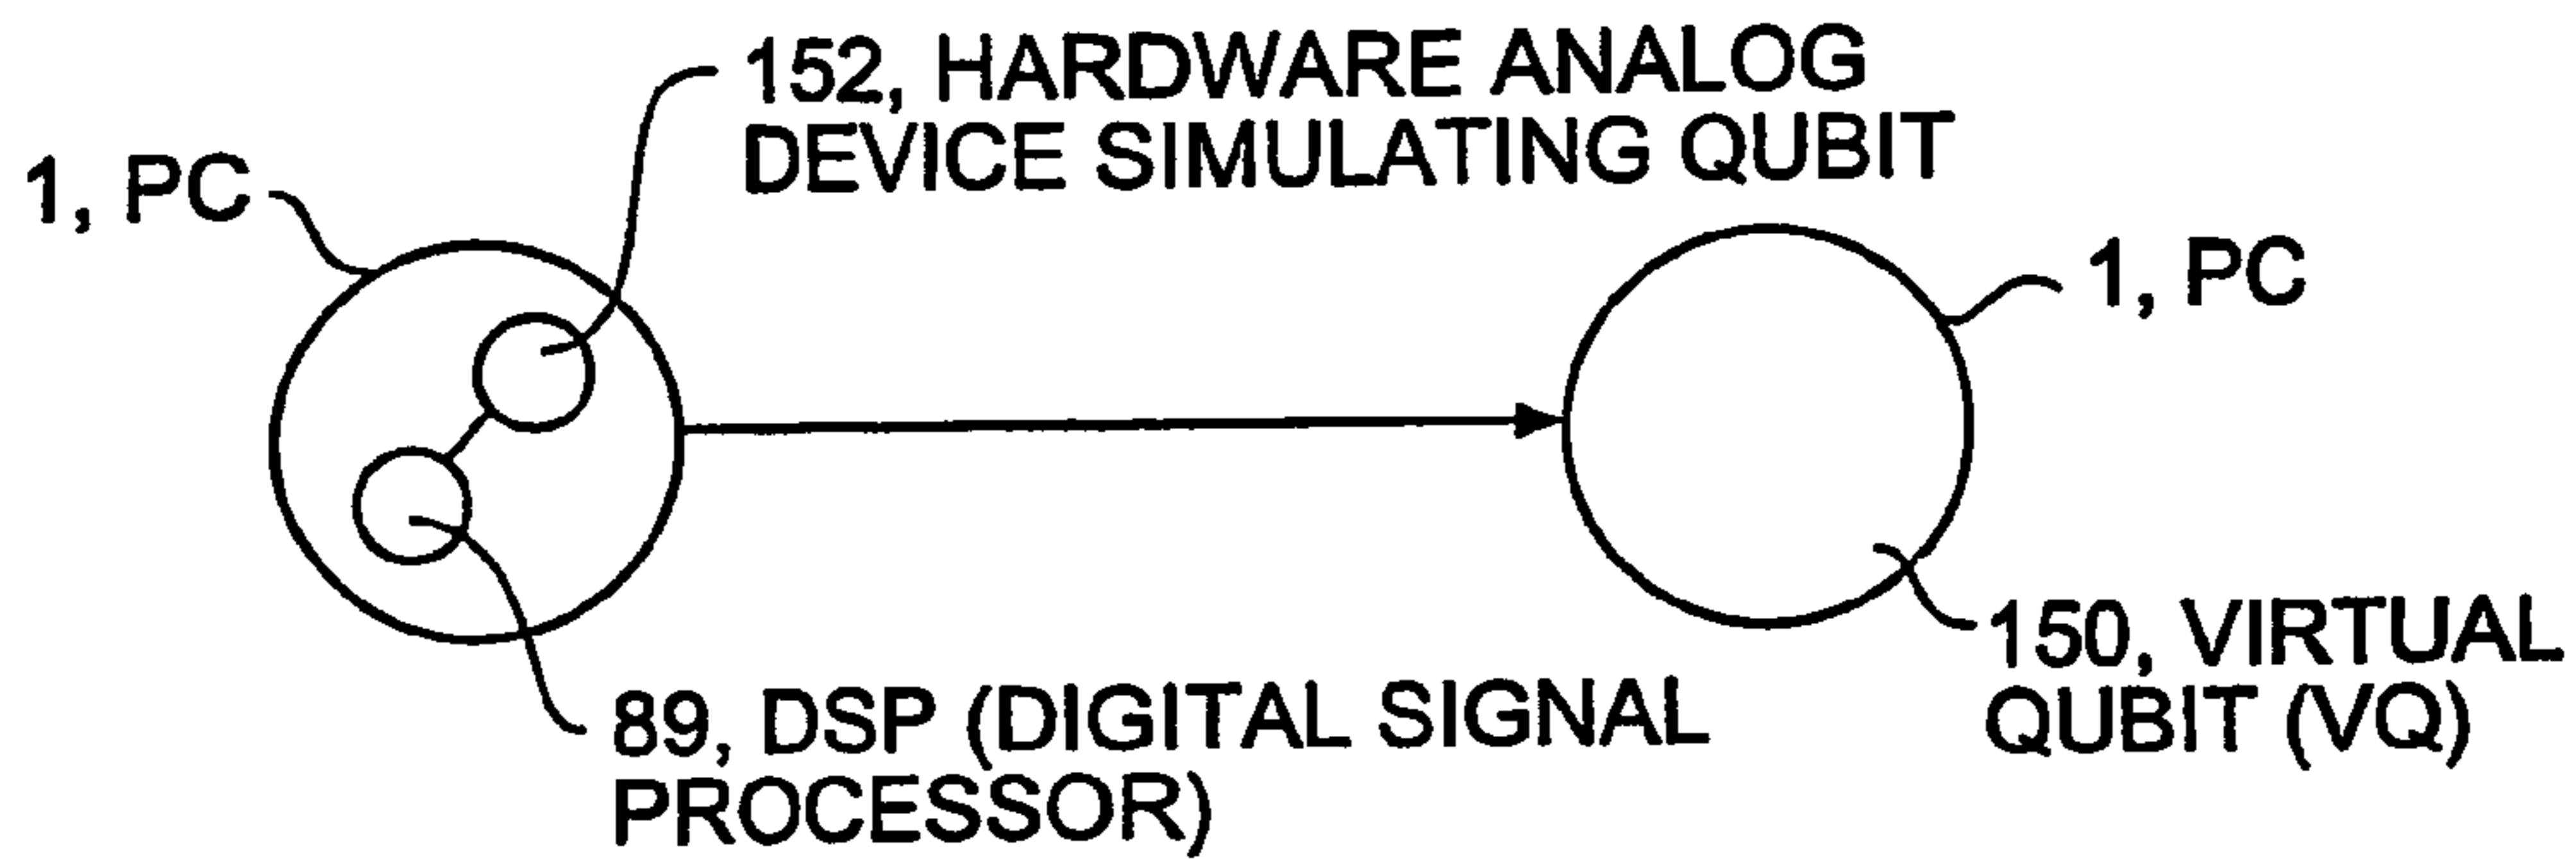 152, HARDWARE ANALOG
DEVICE SIMULATING QUBIT
1, PC
1, PC
150, VIRTUAL
QUBIT (VQ)
89, DSP (DIGITAL SIGNAL
PROCESSOR)